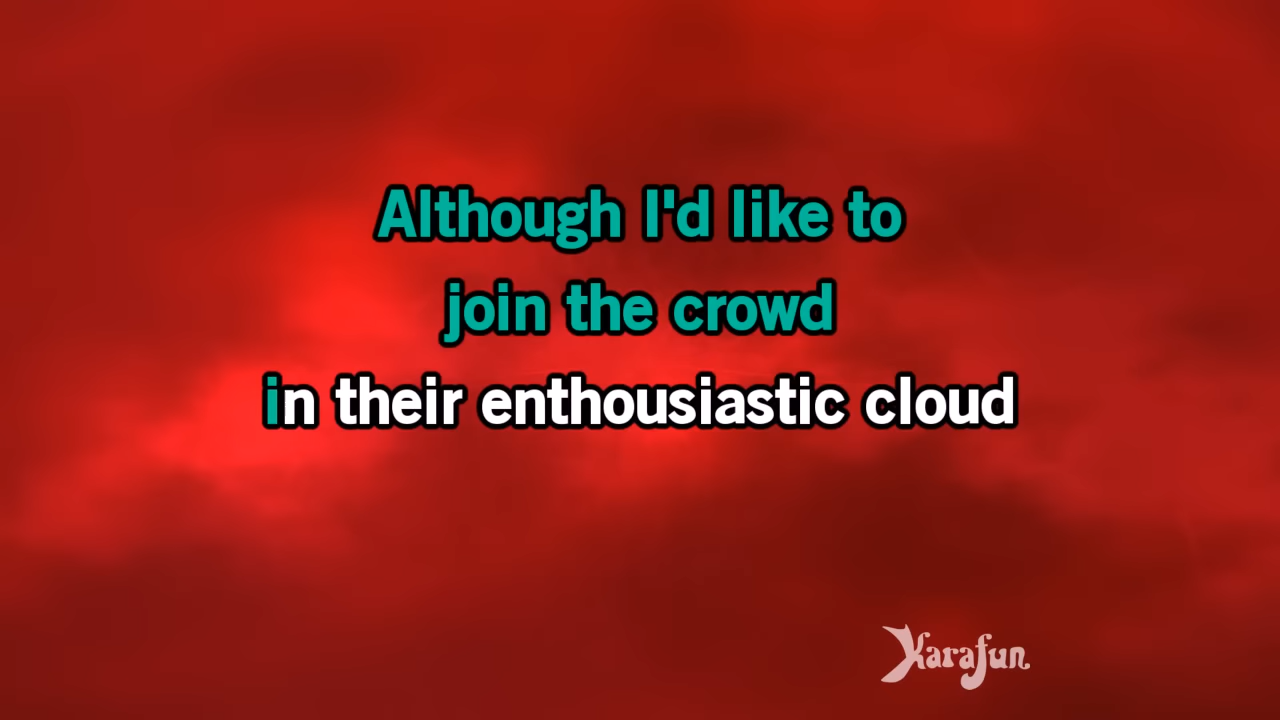 Although I'd like to
join the crowd
in their enthousiastic cloud
Karafun